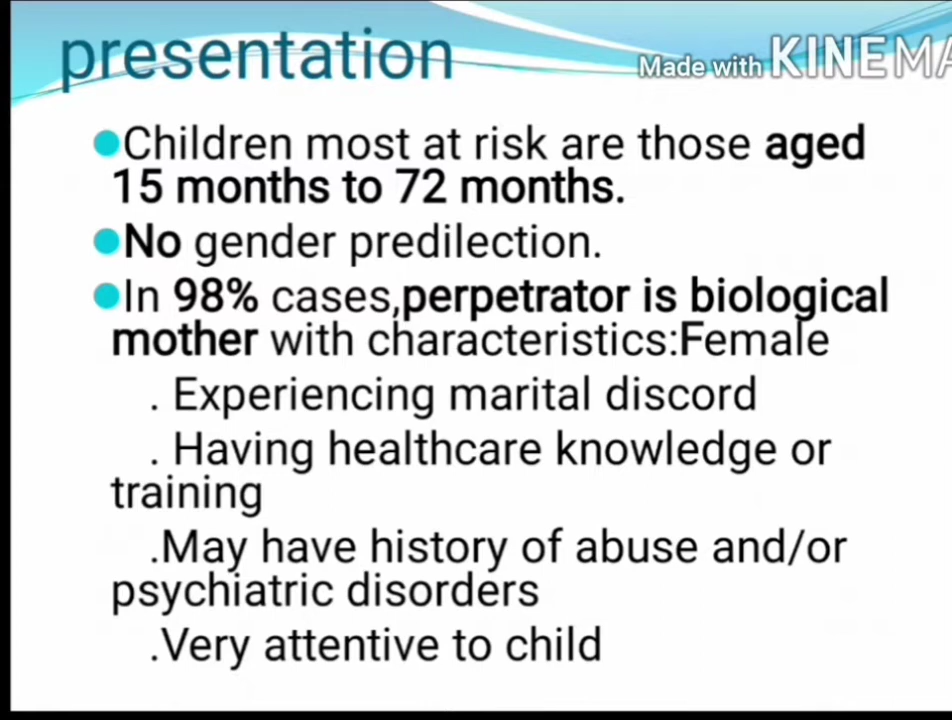 presentation
Made with KINEMA
●Children most at risk are those aged
15 months to 72 months.
●No gender predilection.
●In 98% cases,perpetrator is biological
mother with characteristics:Female
. Experiencing marital discord
. Having healthcare knowledge or
training
.May have history of abuse and/or
psychiatric disorders
.Very attentive to child